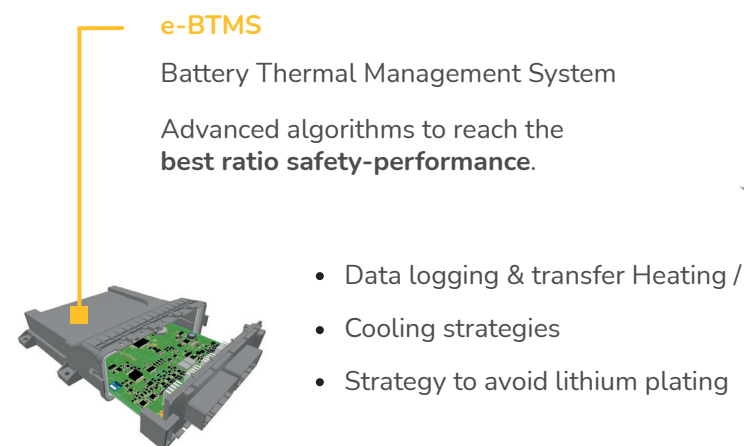 e-BTMS
Battery Thermal Management System
Advanced algorithms to reach the
best ratio safety-performance.
• Data logging & transfer Heating /
• Cooling strategies
• Strategy to avoid lithium plating